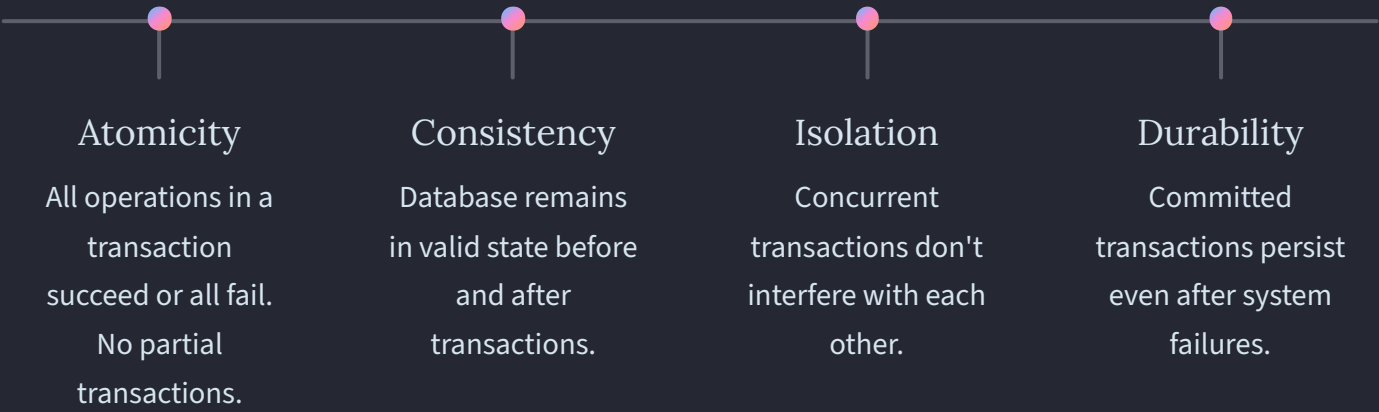 Atomicity
All operations in a
transaction
succeed or all fail.
No partial
transactions.
Consistency
Database remains
in valid state before
and after
transactions.
Isolation
Concurrent
transactions don't
interfere with each
other.
Durability
Committed
transactions persist
even after system
failures.